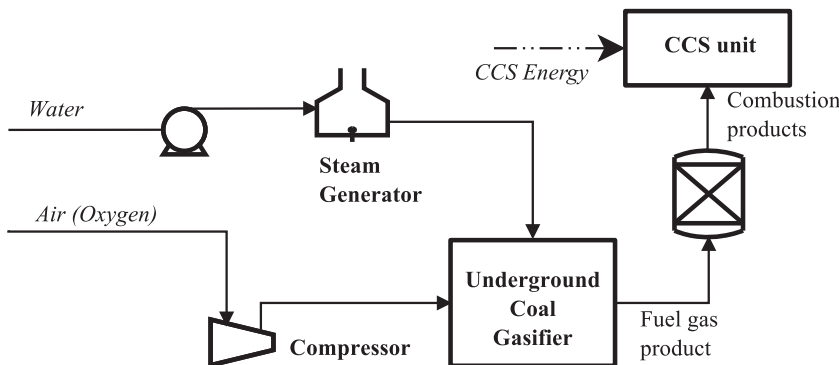 CCS unit
CCS Energy
Combustion
products
Water
Steam
Generator
Air (Oxygen)
Underground
Coal
Gasifier
Fuel gas
product
Compressor